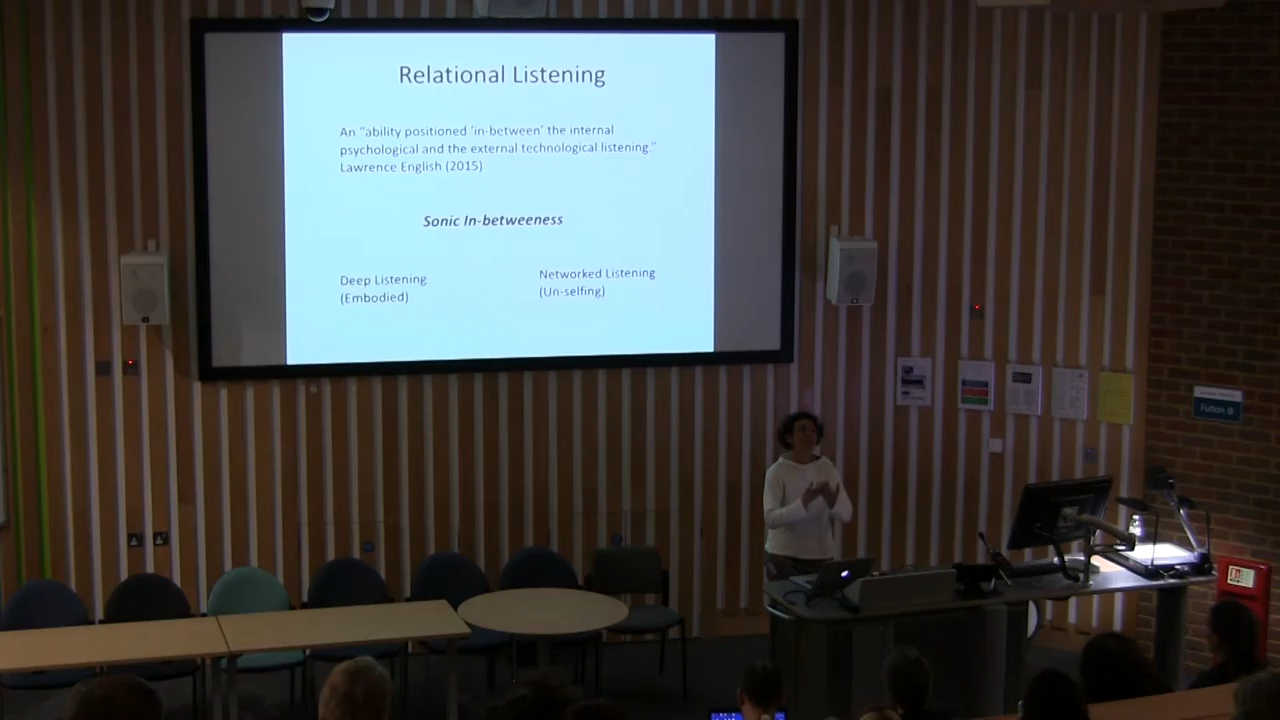 Relational Listening
An “ability positioned ‘in-between’ the internal
psychological and the external technological listening.”
Lawrence English (2015)
Sonic In-betweeness
Deep Listening
(Embodied)
Networked Listening
(Un-selfing)
Fulton B